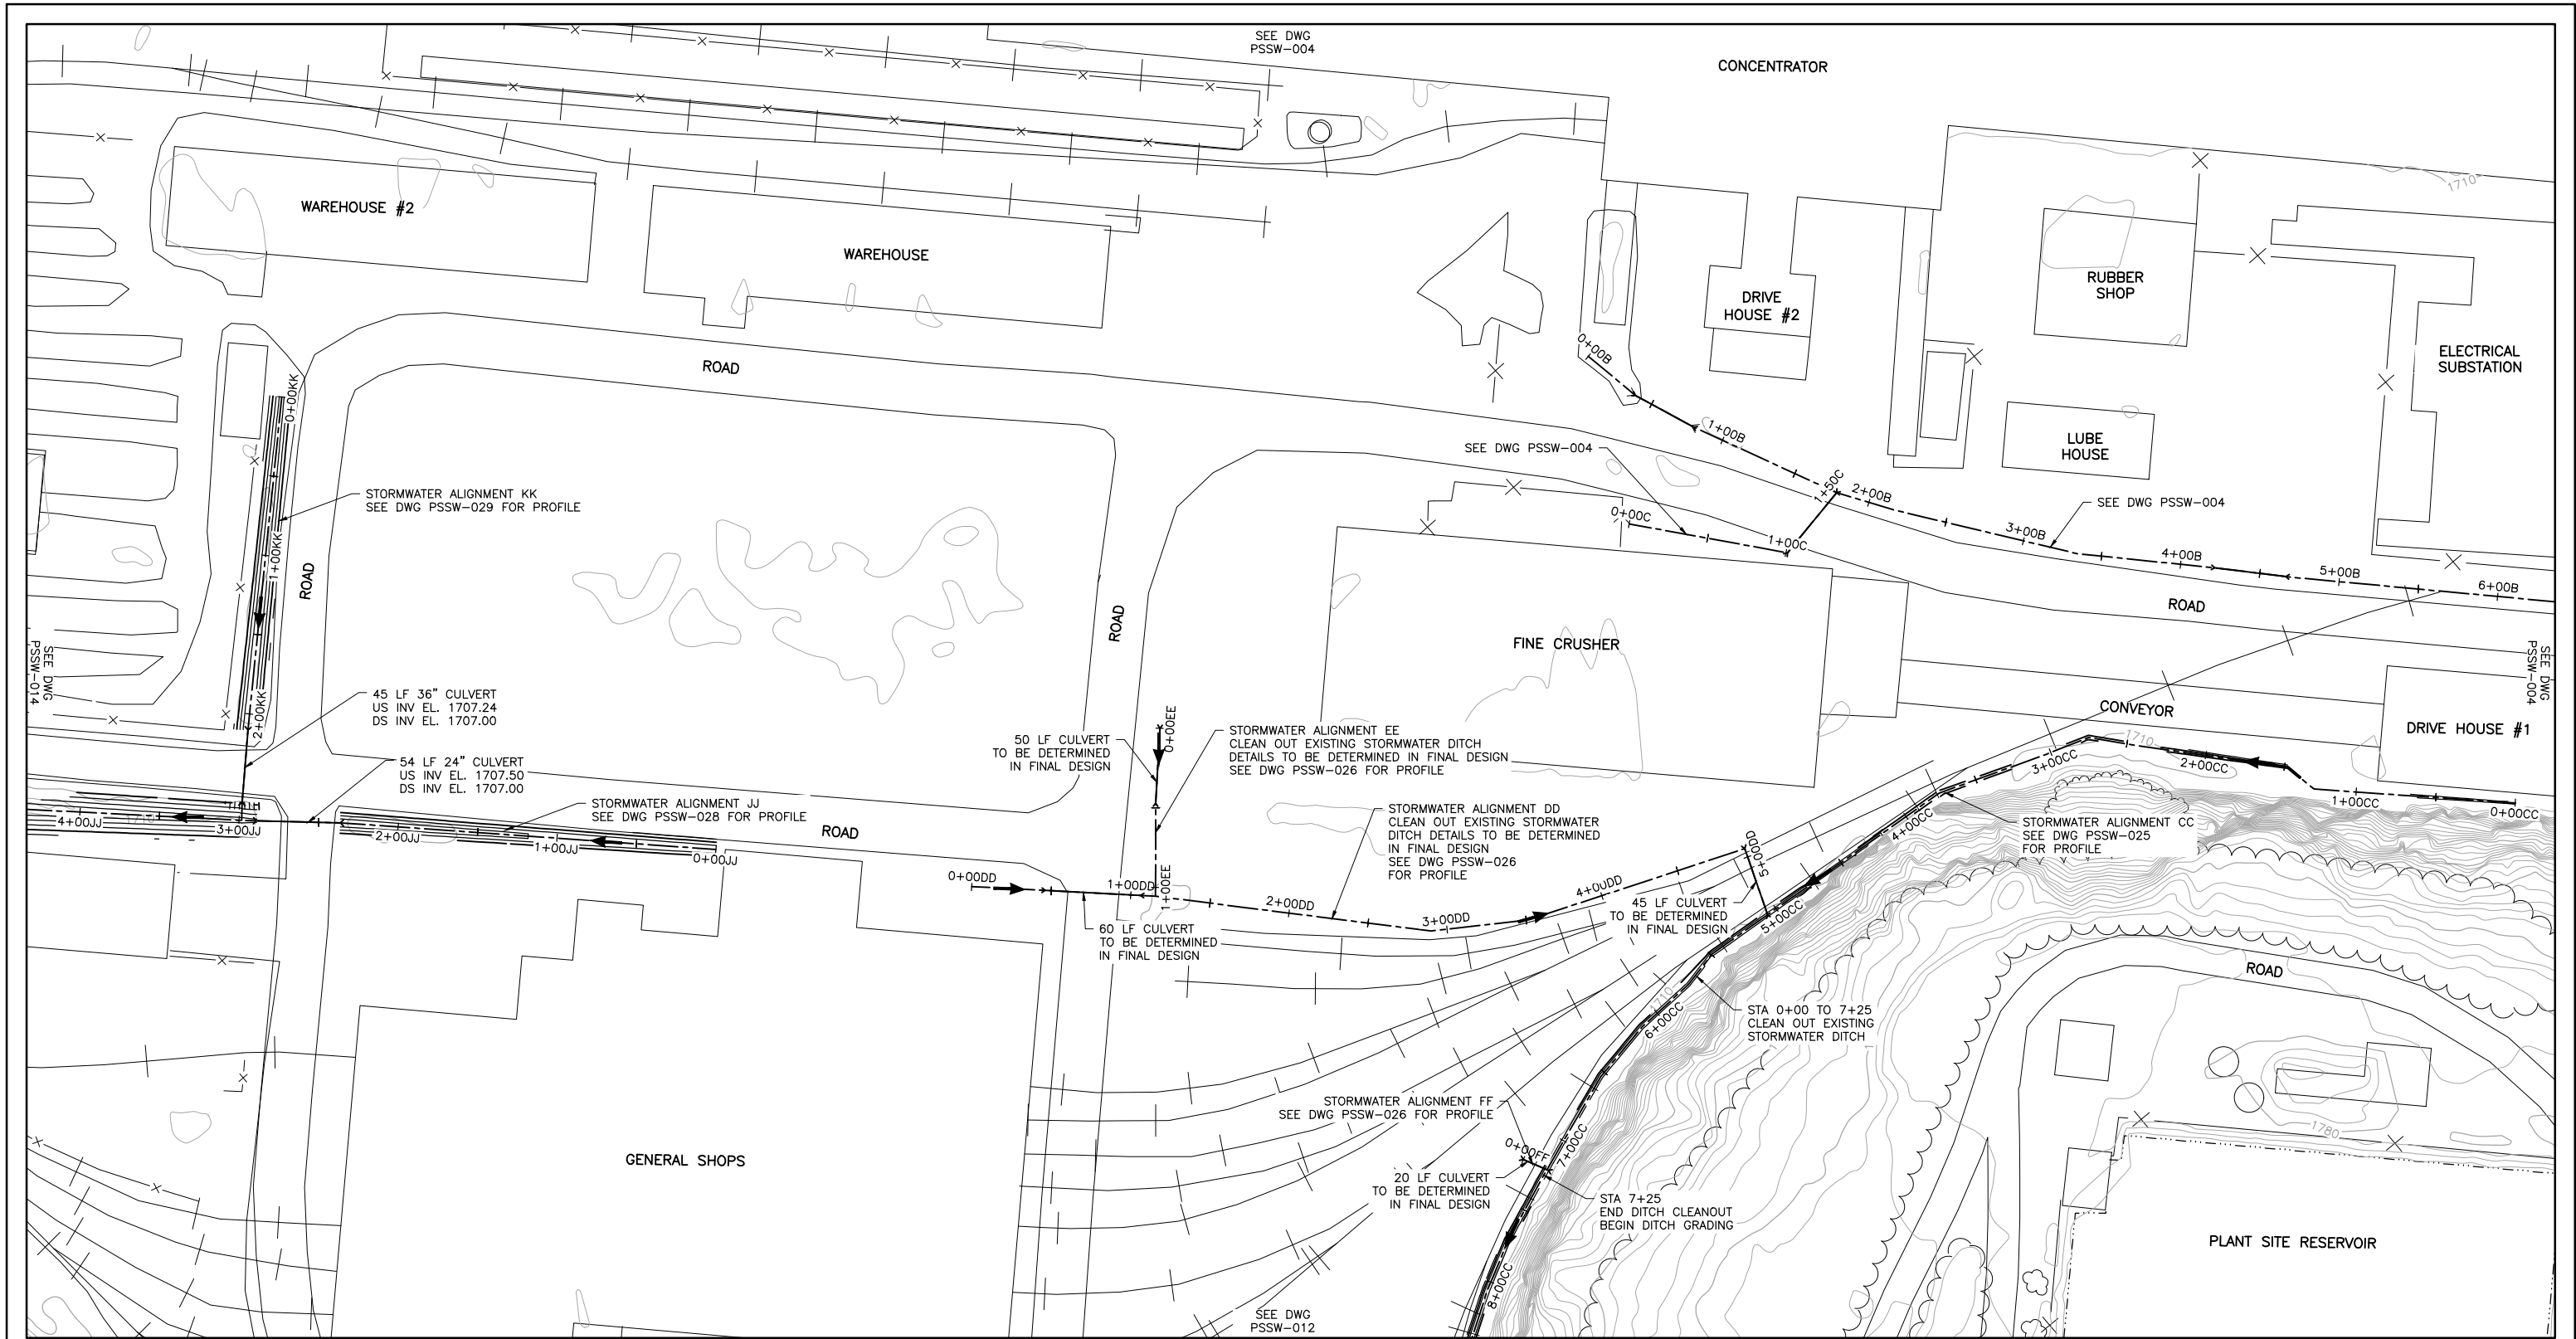 SEE DWG
PSSW-004
CONCENTRATOR
1710
WAREHOUSE #2
WAREHOUSE
DRIVE
HOUSE #2
RUBBER
SHOP
ELECTRICAL
SUBSTATION
LUBE
HOUSE
ROAD
0+00B
1+00B
2+00B
3+00B
4+00B
5+00B
6+00B
SEE DWG PSSW-004
SEE DWG PSSW-004
0+00C
1+00C
1+50C
0+00KK
1+00KK
2+00KK
STORMWATER ALIGNMENT KK
SEE DWG PSSW-029 FOR PROFILE
ROAD
ROAD
ROAD
FINE CRUSHER
SEE DWG
PSSW-014
SEE DWG
PSSW-004
CONVEYOR
DRIVE HOUSE #1
45 LF 36" CULVERT
US INV EL. 1707.24
DS INV EL. 1707.00
54 LF 24" CULVERT
US INV EL. 1707.50
DS INV EL. 1707.00
50 LF CULVERT
TO BE DETERMINED
IN FINAL DESIGN
0+00EE
1+00EE
STORMWATER ALIGNMENT EE
CLEAN OUT EXISTING STORMWATER DITCH
DETAILS TO BE DETERMINED IN FINAL DESIGN
SEE DWG PSSW-026 FOR PROFILE
STORMWATER ALIGNMENT JJ
SEE DWG PSSW-028 FOR PROFILE
ROAD
1710
4+00JJ
3+00JJ
2+00JJ
1+00JJ
0+00JJ
STORMWATER ALIGNMENT DD
CLEAN OUT EXISTING STORMWATER
DITCH DETAILS TO BE DETERMINED
IN FINAL DESIGN
SEE DWG PSSW-026
FOR PROFILE
0+00DD
1+00DD
2+00DD
3+00DD
4+00DD
5+00DD
60 LF CULVERT
TO BE DETERMINED
IN FINAL DESIGN
45 LF CULVERT
TO BE DETERMINED
IN FINAL DESIGN
1710
0+00CC
1+00CC
2+00CC
3+00CC
4+00CC
5+00CC
6+00CC
7+00CC
8+00CC
STORMWATER ALIGNMENT CC
SEE DWG PSSW-025
FOR PROFILE
1710
ROAD
STA 0+00 TO 7+25
CLEAN OUT EXISTING
STORMWATER DITCH
STORMWATER ALIGNMENT FF
SEE DWG PSSW-026 FOR PROFILE
0+00FF
20 LF CULVERT
TO BE DETERMINED
IN FINAL DESIGN
STA 7+25
END DITCH CLEANOUT
BEGIN DITCH GRADING
1780
GENERAL SHOPS
PLANT SITE RESERVOIR
SEE DWG
PSSW-012